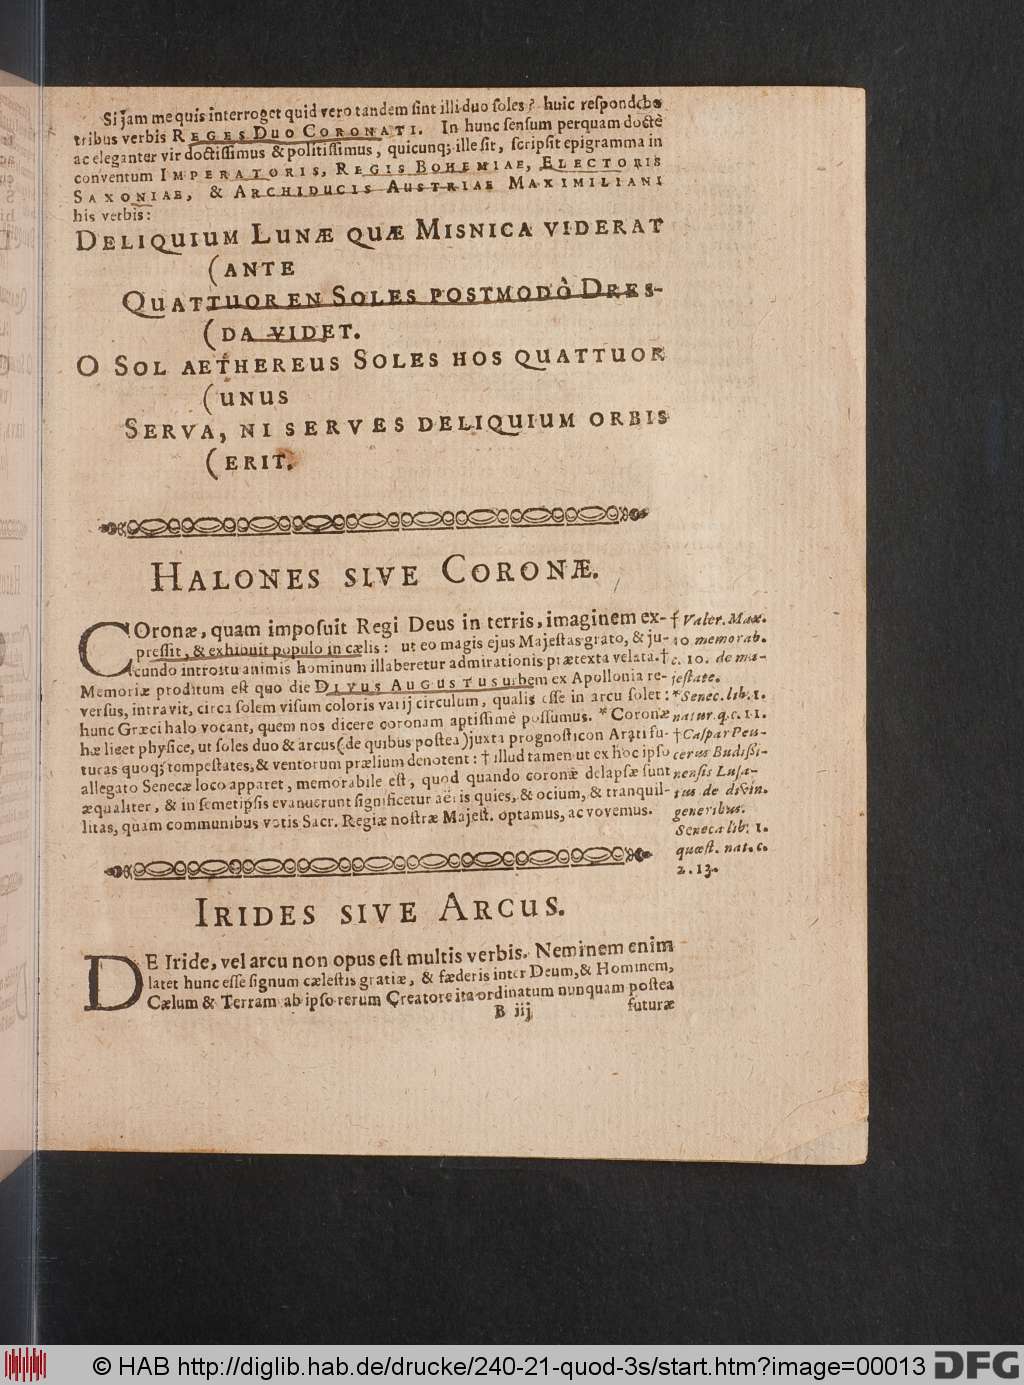 Si jam me quis interroget quid vero tandem sint illi duo soles? huic respondebo
tribus verbis REGES DUO CORONATI. In hunc sensum perquam doctè
ac eleganter vir doctissimus & politissimus, quicunq; ille sit, scripsit epigramma in
conventum IMPERATORIS, REGIS BOHEMIAE, ELECTORIS
SAXONIAE, & ARCHIDUCIS AUSTRIAE MAXIMILIANI
his verbis:
DELIQUIUM LUNÆ QUÆ MISNICA VIDERAT
(ANTE
QUATTUOR EN SOLES POSTMODÒ DRES-
(DA VIDET.
O SOL AETHEREUS SOLES HOS QUATTUOR
(UNUS
SERVA, NI SERVES DELIQUIUM ORBIS
(ERIT.
HALONES SIVE CORONÆ.
COronæ, quam imposuit Regi Deus in terris, imaginem ex-
pressit, & exhibuit populo in cælis: ut eo magis ejus Majestas grato, & ju-
cundo introitu animis hominum illaberetur admirationis prætexta velata. †
Memoriæ proditum est quo die DIVUS AUGUSTUS urbem ex Apollonia re-
versus, intravit, circa solem visum coloris varij circulum, qualis esse in arcu solet:
hunc Græci halo vocant, quem nos dicere coronam aptissimè possumus. * Coronæ
hæ licet physice, ut soles duo & arcus (de quibus postea) juxta prognosticon Arati fu-
turas quoq; tempestates, & ventorum prælium denotent: † illud tamen ut ex hoc ipso
allegato Senecæ loco apparet, memorabile est, quod quando coronæ delapsæ sunt
æqualiter, & in semetipsis evanuerunt significetur aëris quies, & ocium, & tranquil-
litas, quam communibus votis Sacr. Regiæ nostræ Majest. optamus, ac vovemus.
† Valer. Max.
10 memorab.
c. 10. de ma-
jestate.
* Senec. lib. 1.
natur. q. c. 11.
† Caspar Peu-
cerus Budissi-
nensis Lusa-
tus de divin.
generibus.
Seneca lib. 1.
quæst. nat. c.
2. 13.
IRIDES SIVE ARCUS.
DE Iride, vel arcu non opus est multis verbis. Neminem enim
latet hunc esse signum cælestis gratiæ, & fæderis inter Deum, & Hominem,
Cælum & Terram ab ipso rerum Creatore ita ordinatum nunquam postea
B iij
futuræ
© HAB http://diglib.hab.de/drucke/240-21-quod-3s/start.htm?image=00013
DFG